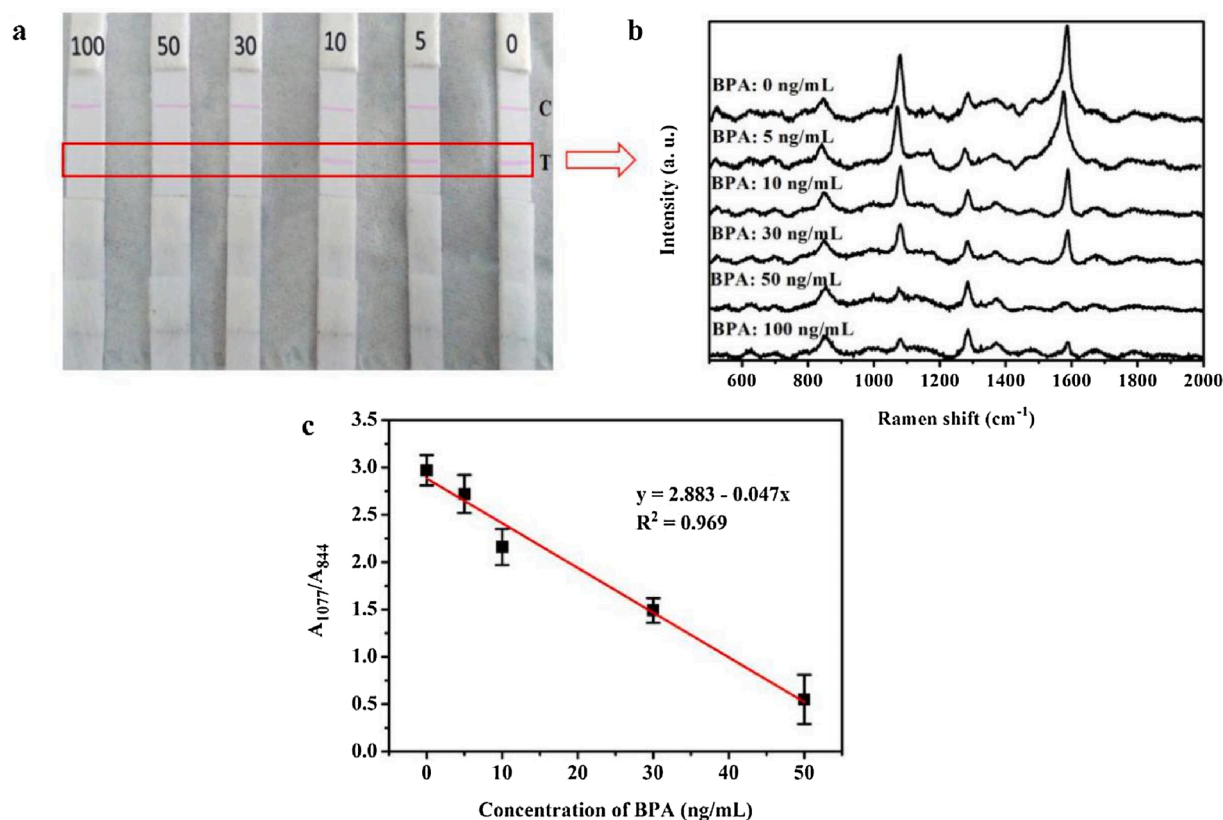 a
100 50 30 10 5 0
C
T
b
BPA: 0 ng/mL
BPA: 5 ng/mL
BPA: 10 ng/mL
BPA: 30 ng/mL
BPA: 50 ng/mL
BPA: 100 ng/mL
Intensity (a. u.)
600 800 1000 1200 1400 1600 1800 2000
Ramen shift (cm⁻¹)
c
3.5
3.0
2.5
2.0
1.5
1.0
0.5
0.0
A₁₀₇₇/A₈₄₄
y = 2.883 - 0.047x
R² = 0.969
0 10 20 30 40 50
Concentration of BPA (ng/mL)